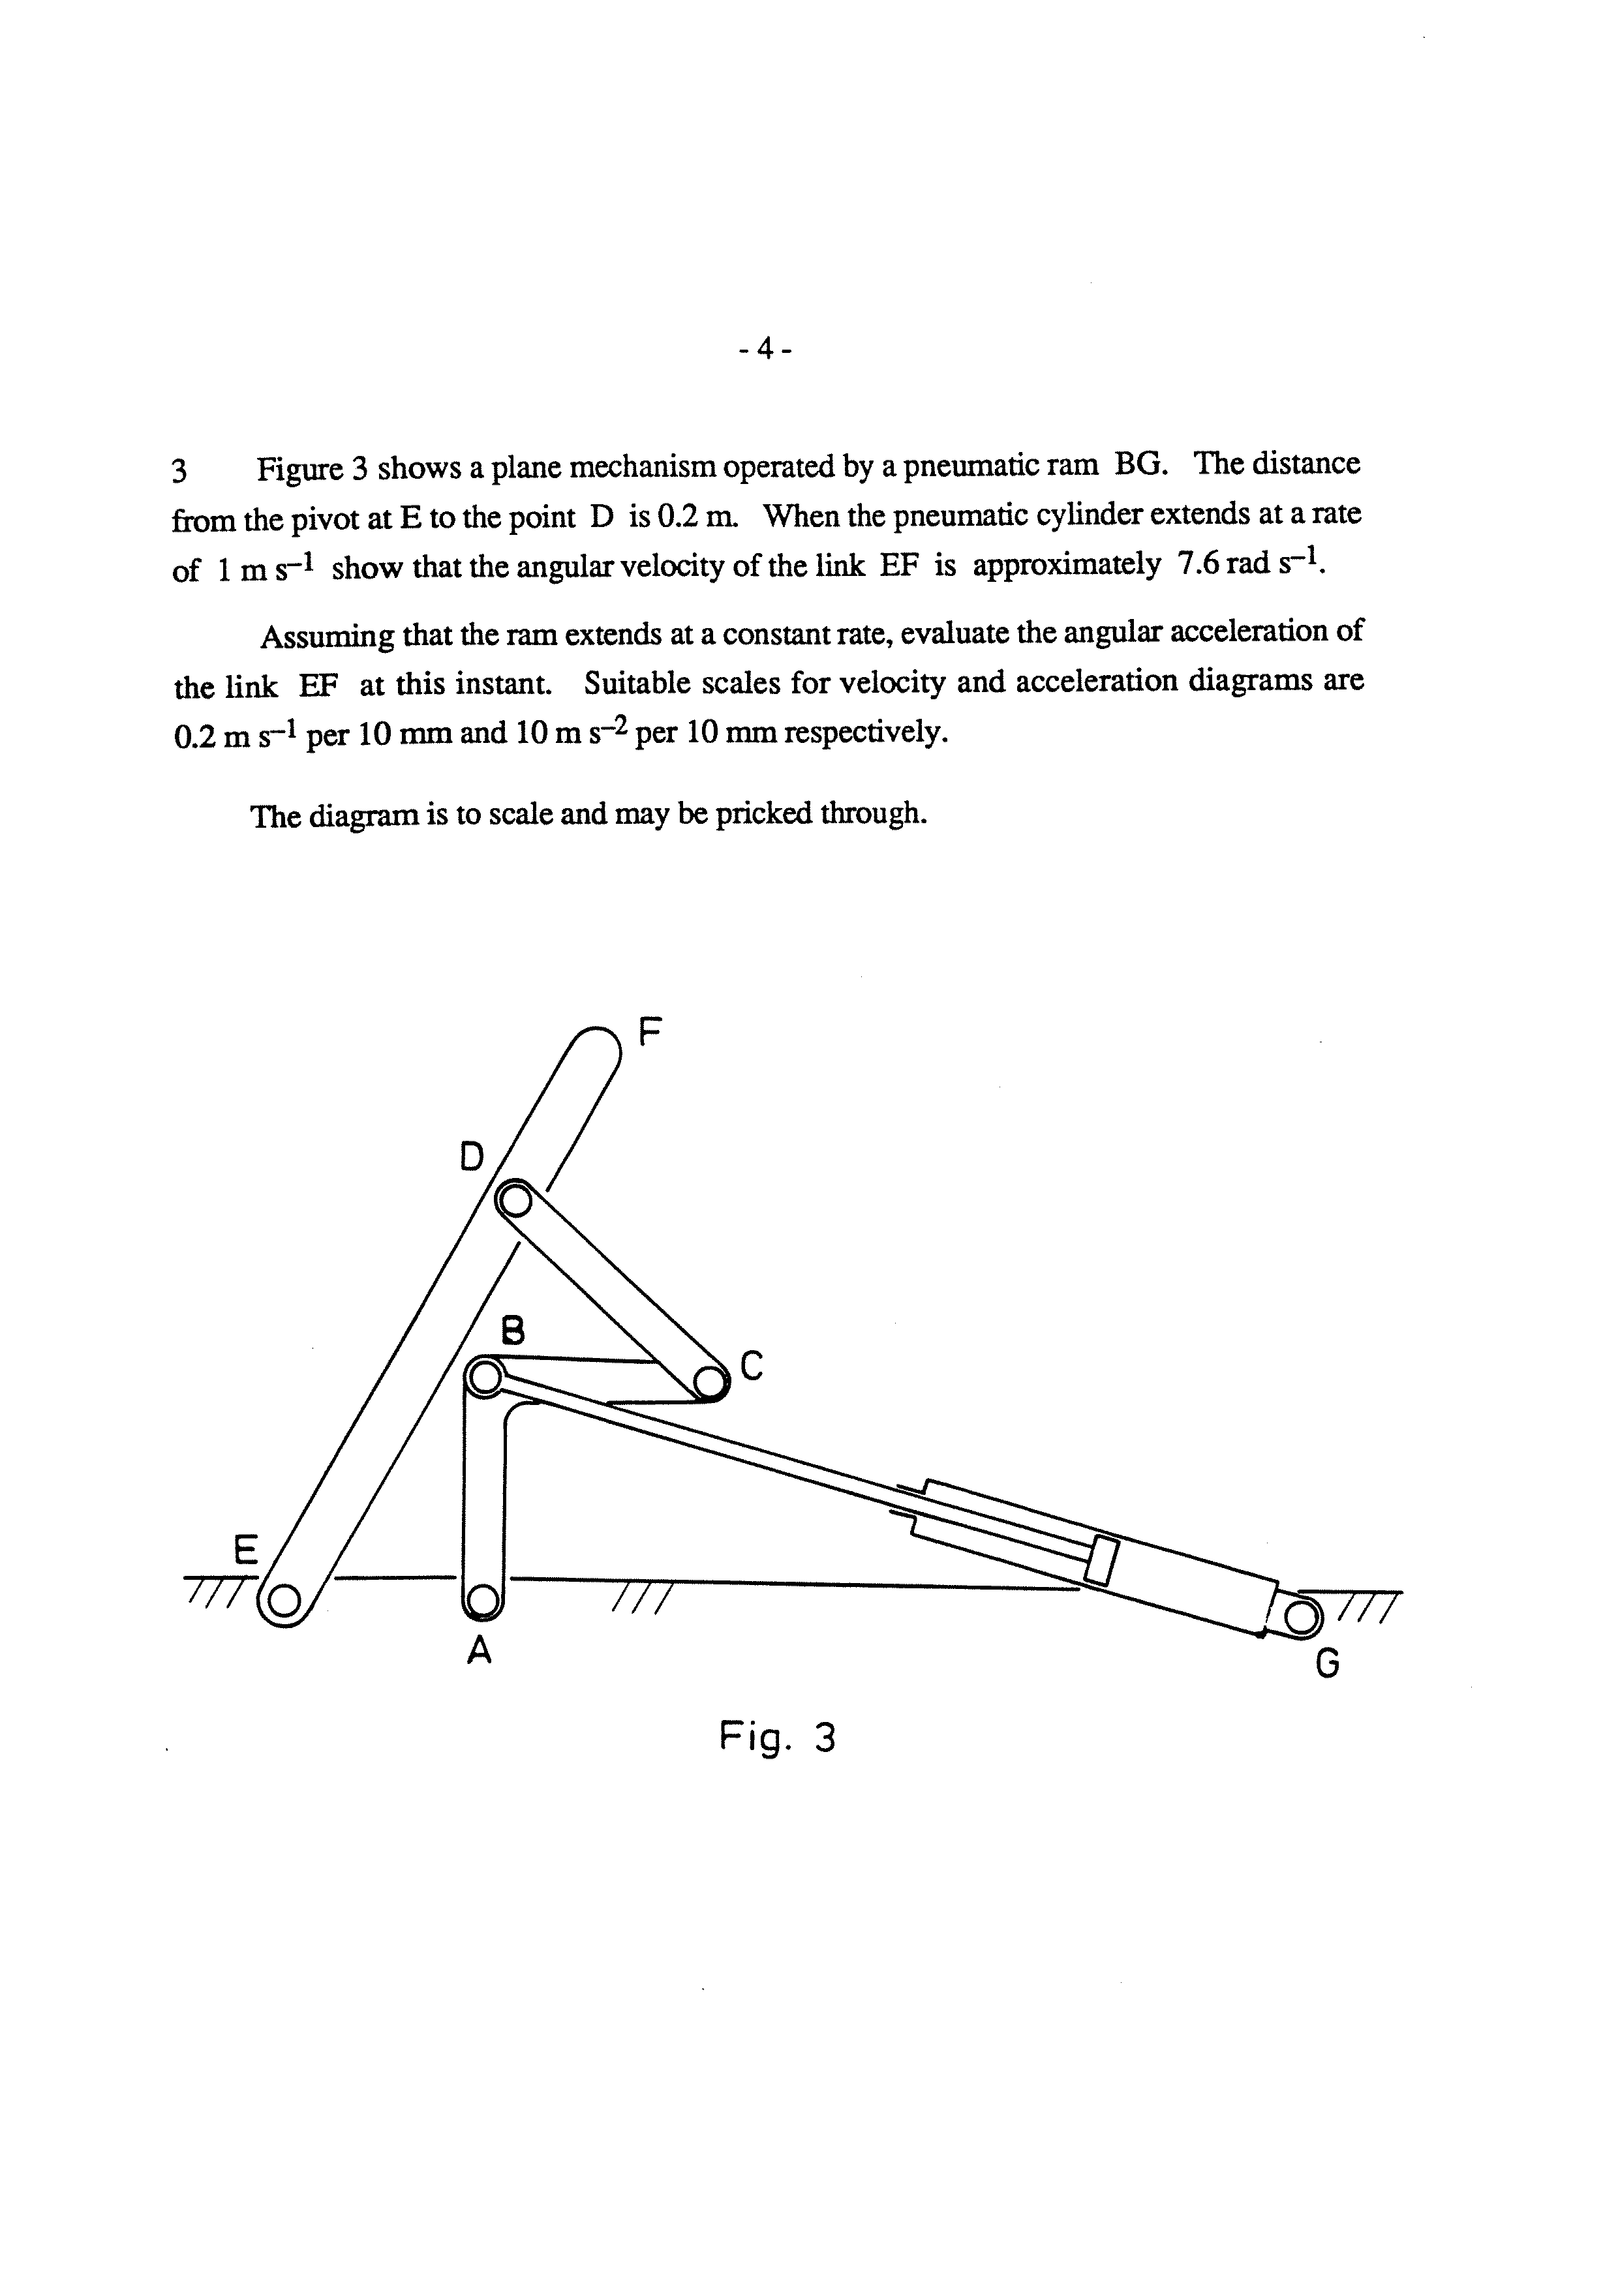 - 4 -
3 Figure 3 shows a plane mechanism operated by a pneumatic ram BG. The distance
from the pivot at E to the point D is 0.2 m. When the pneumatic cylinder extends at a rate
of 1 m s–1 show that the angular velocity of the link EF is approximately 7.6 rad s–1.
Assuming that the ram extends at a constant rate, evaluate the angular acceleration of
the link EF at this instant. Suitable scales for velocity and acceleration diagrams are
0.2 m s–1 per 10 mm and 10 m s–2 per 10 mm respectively.
The diagram is to scale and may be pricked through.
F
D
B
C
E
A
G
Fig. 3